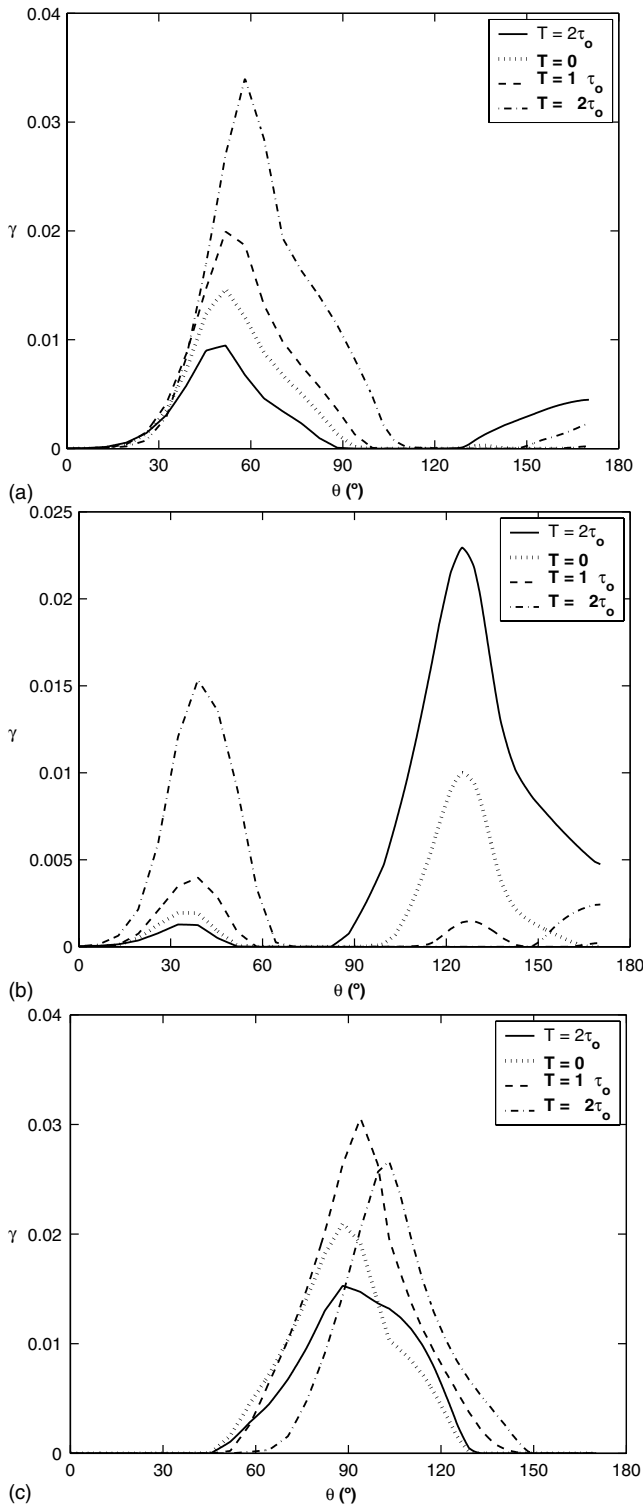 0.04
T = 2τo
T = 0
T = 1 τo
T = 2τo
0.03
γ 0.02
0.01
0
0 30 60 90 120 150 180
(a) θ (º)
0.025
T = 2τo
T = 0
T = 1 τo
T = 2τo
0.02
0.015
γ
0.01
0.005
0
0 30 60 90 120 150 180
(b) θ (º)
0.04
T = 2τo
T = 0
T = 1 τo
T = 2τo
0.03
γ 0.02
0.01
0
0 30 60 90 120 150 180
(c) θ (º)